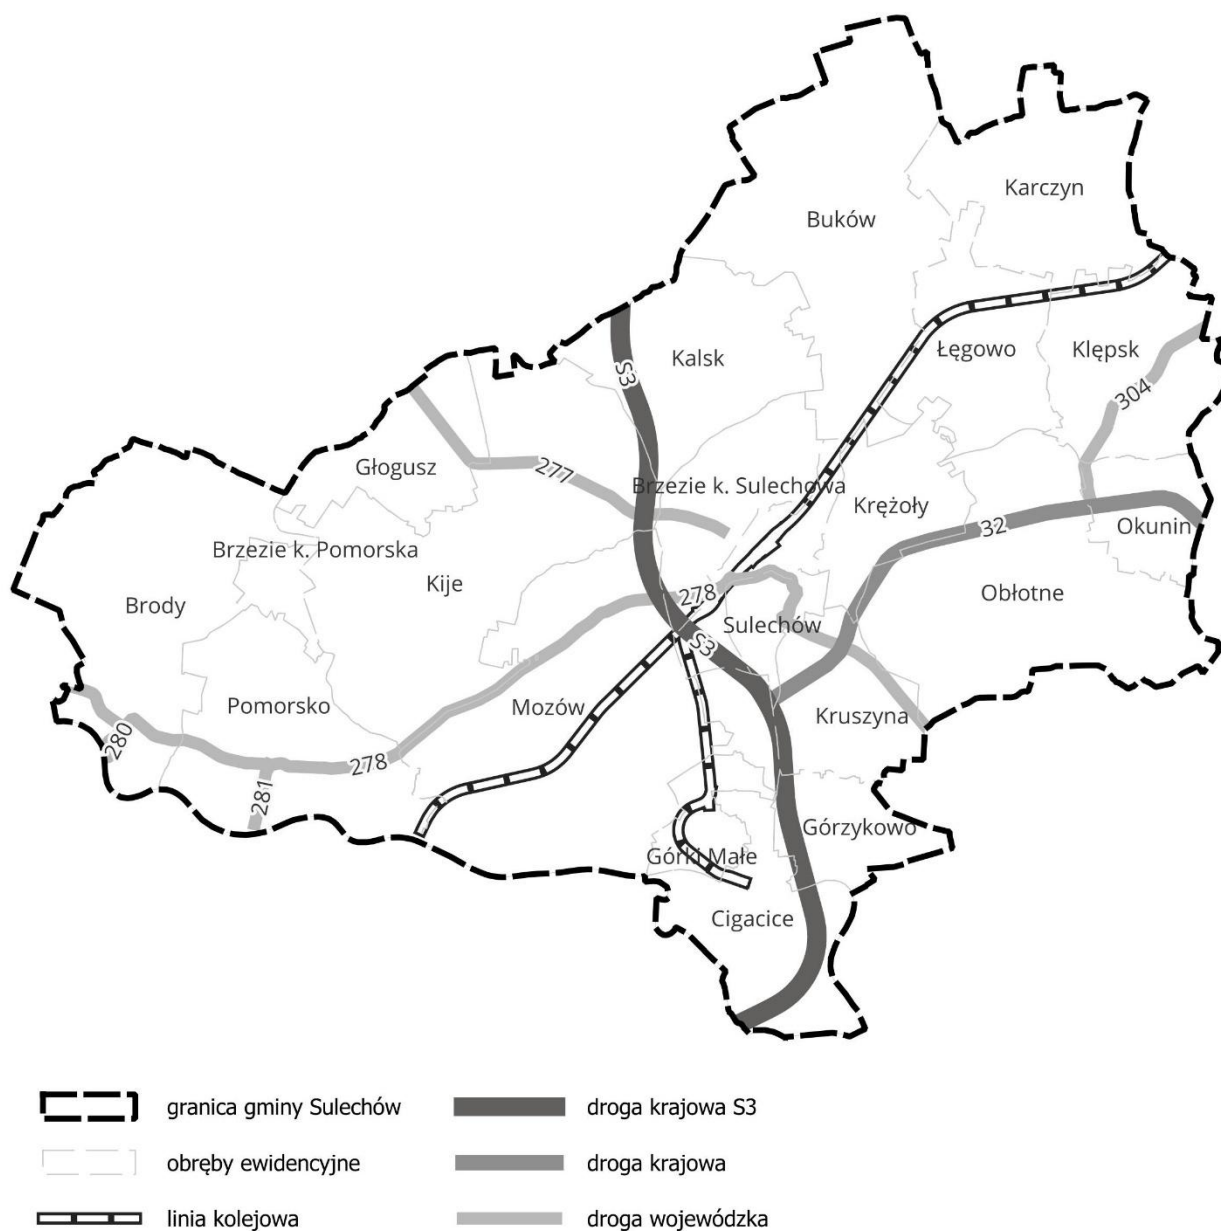 Karczyn
Buków
Łęgowo
Klępsk
Kalsk
S3
304
Głogusz
277
Brzezie k. Sulechowa
Krężoły
32
Okunin
Brzezie k. Pomorska
Kije
Obłotne
Brody
278
Sulechów
S3
Pomorsko
Mozów
Kruszyna
280
278
281
Górzykowo
Górki Małe
Cigacice
granica gminy Sulechów
droga krajowa S3
obręby ewidencyjne
droga krajowa
linia kolejowa
droga wojewódzka